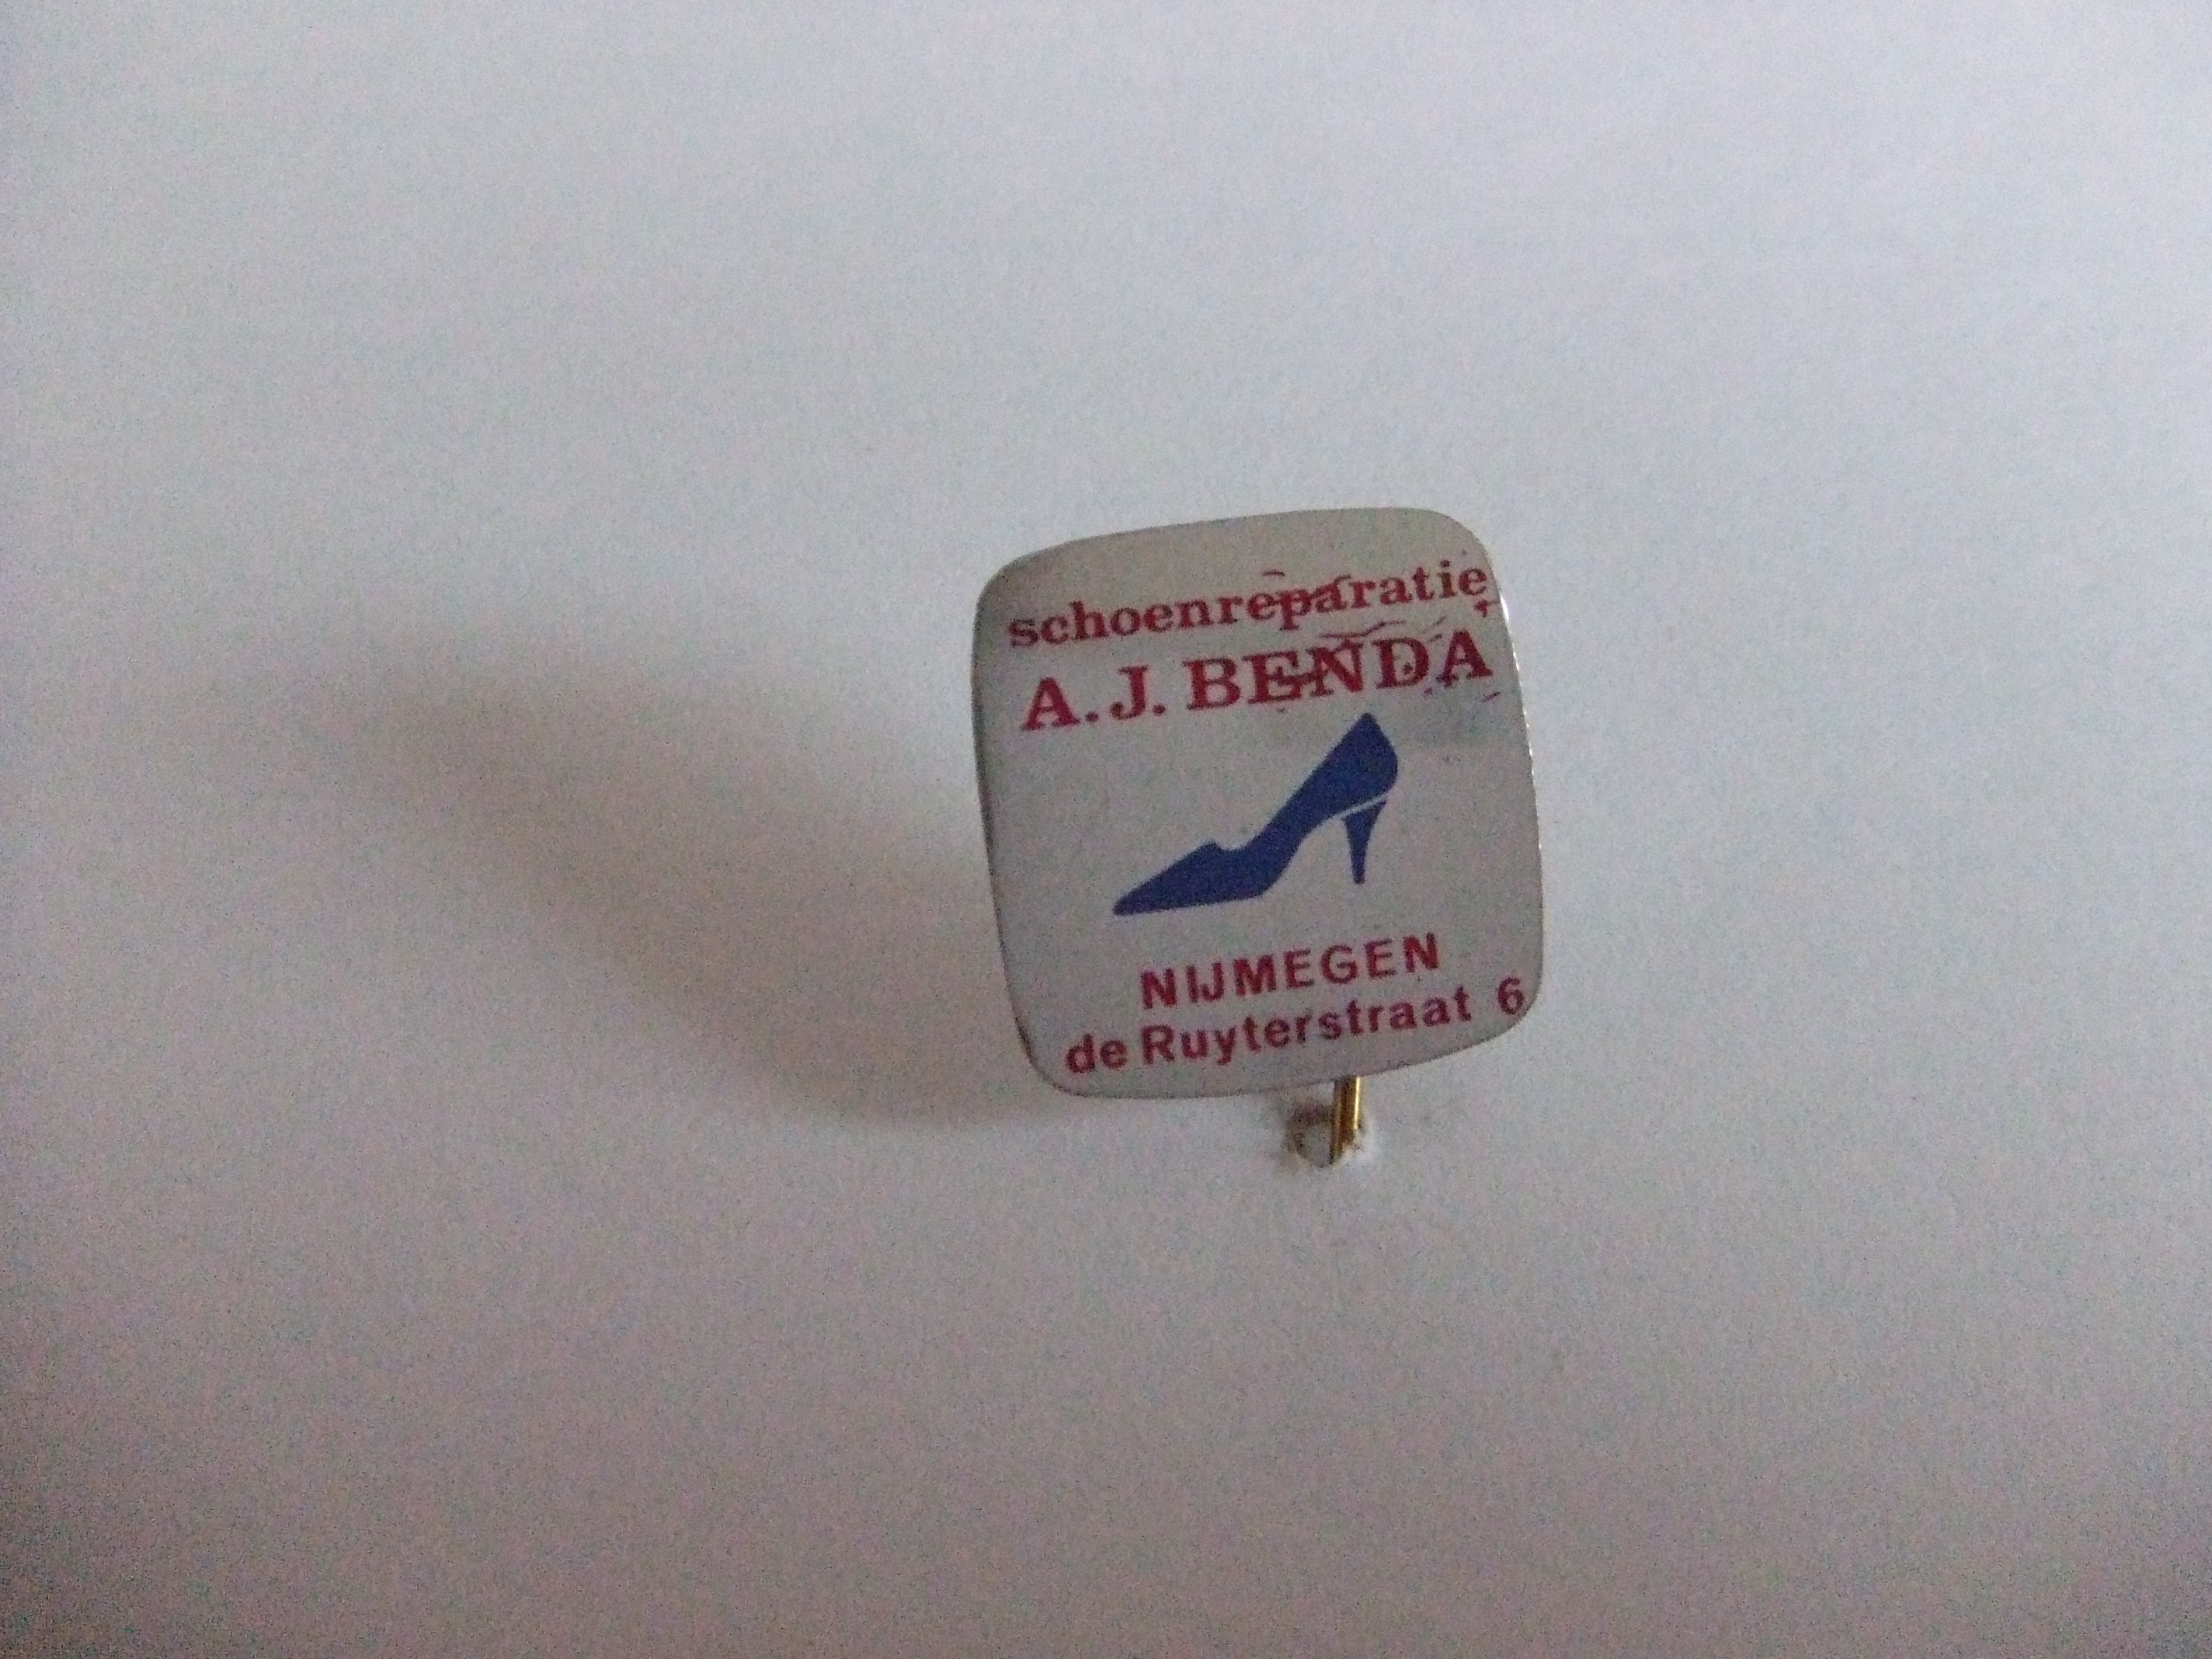 schoenreparatie
A.J. BENDA
NIJMEGEN
de Ruyterstraat 6